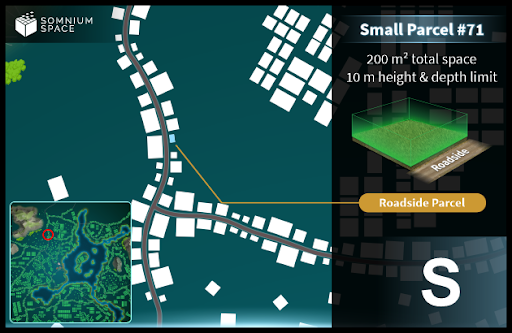 SOMNIUM
SPACE
Small Parcel #71
200 m² total space
10 m height & depth limit
Roadside
Roadside Parcel
S